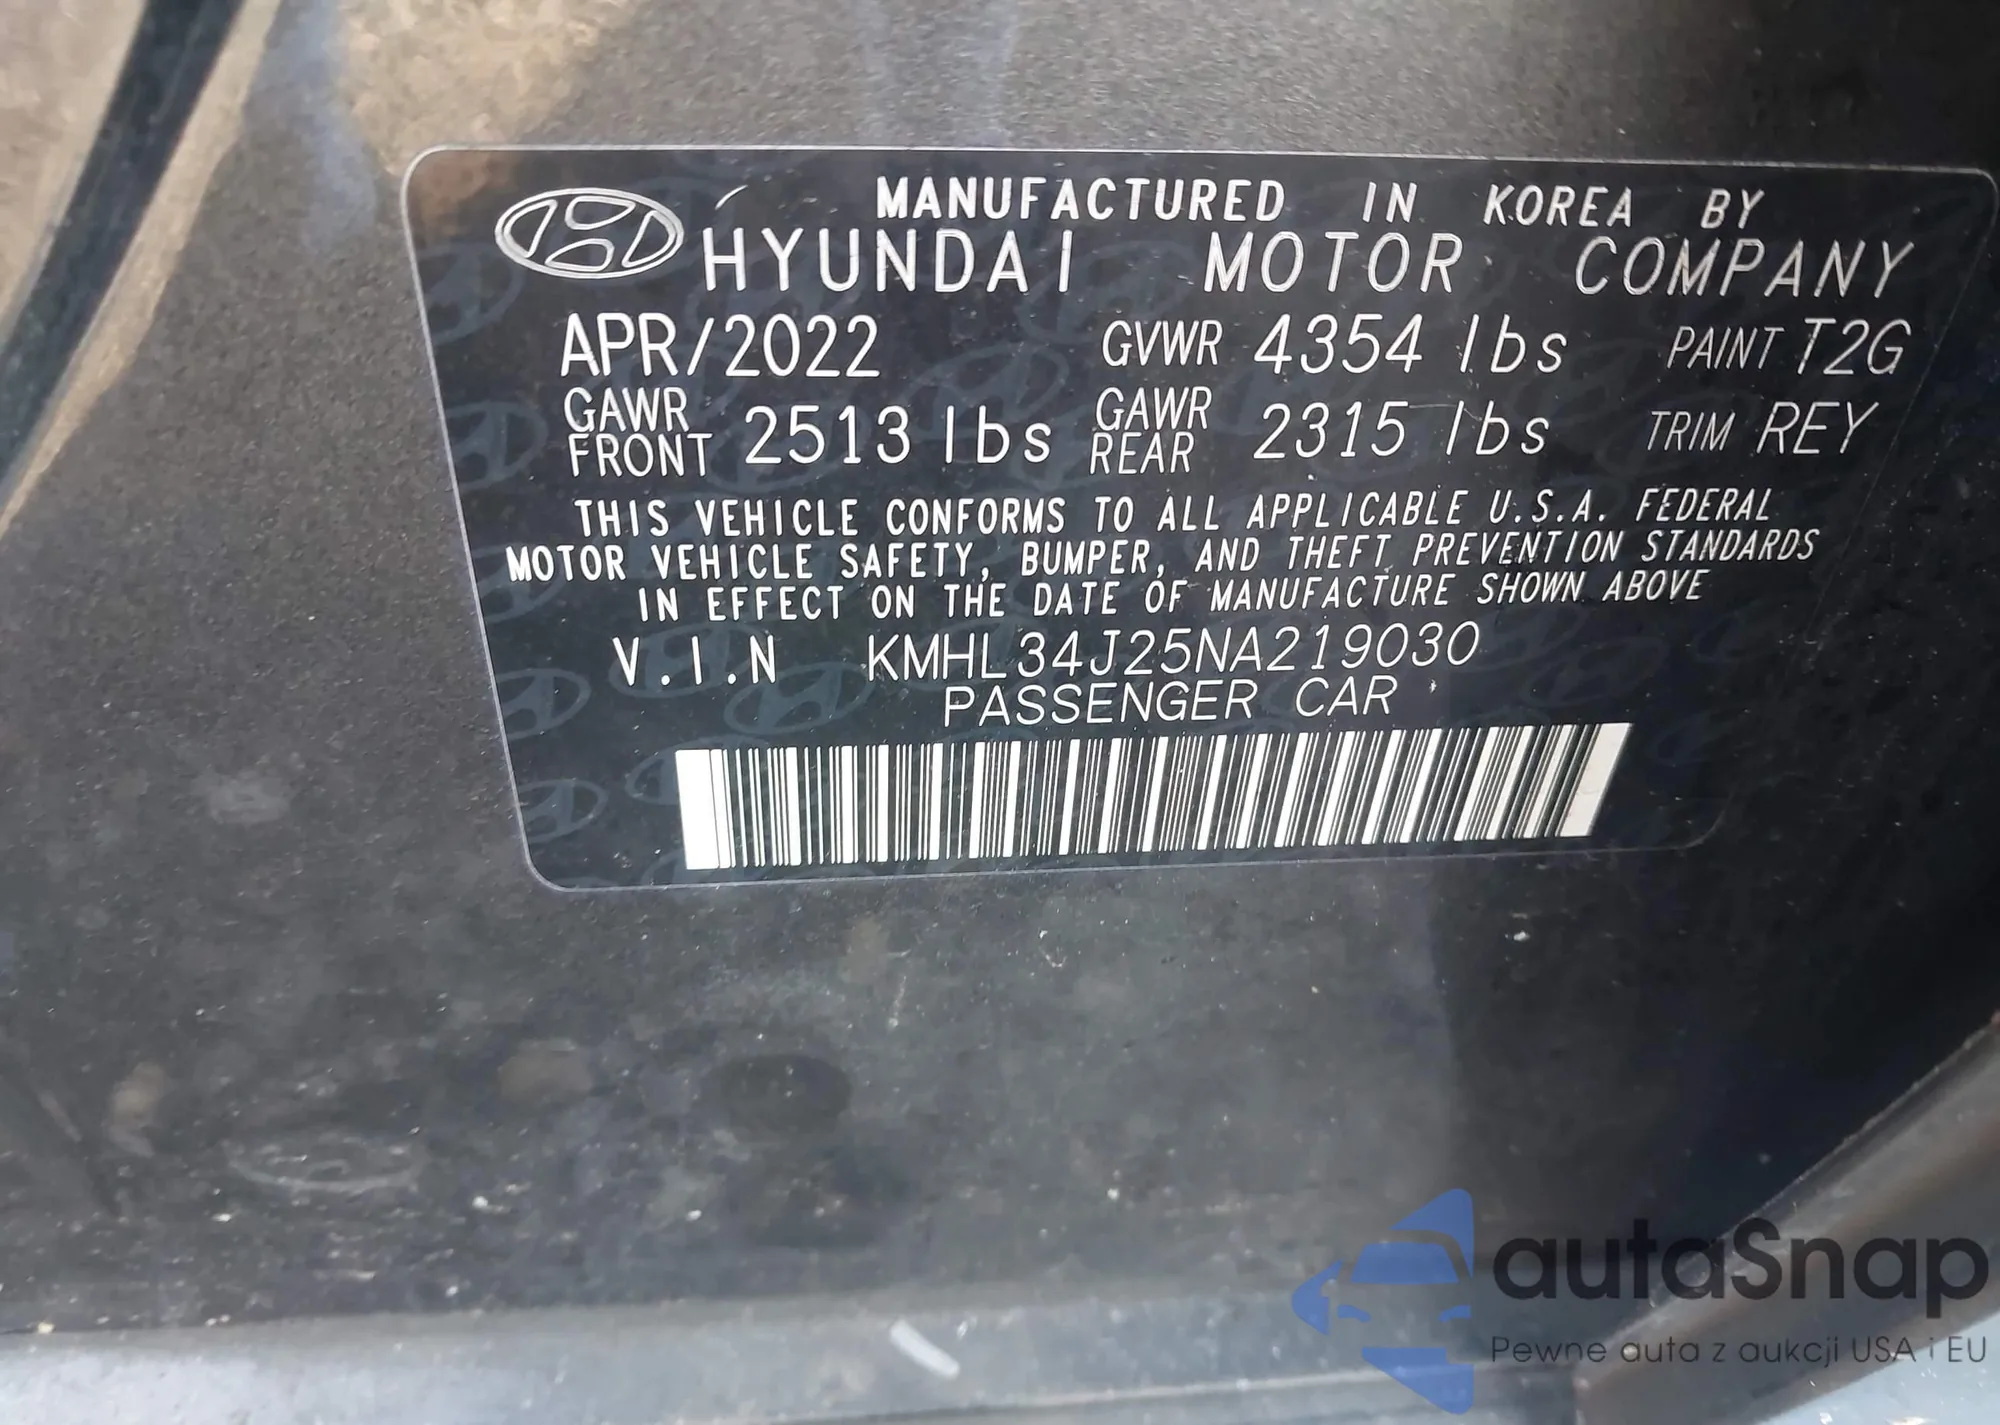 MANUFACTURED IN KOREA BY
HYUNDAI MOTOR COMPANY
APR/2022 GVWR 4354 lbs PAINT T2G
GAWR FRONT 2513 lbs GAWR REAR 2315 lbs TRIM REY
THIS VEHICLE CONFORMS TO ALL APPLICABLE U.S.A. FEDERAL
MOTOR VEHICLE SAFETY, BUMPER, AND THEFT PREVENTION STANDARDS
IN EFFECT ON THE DATE OF MANUFACTURE SHOWN ABOVE
V.I.N KMHL34J25NA219030
PASSENGER CAR
autaSnap
Pewne auta z aukcji USA i EU